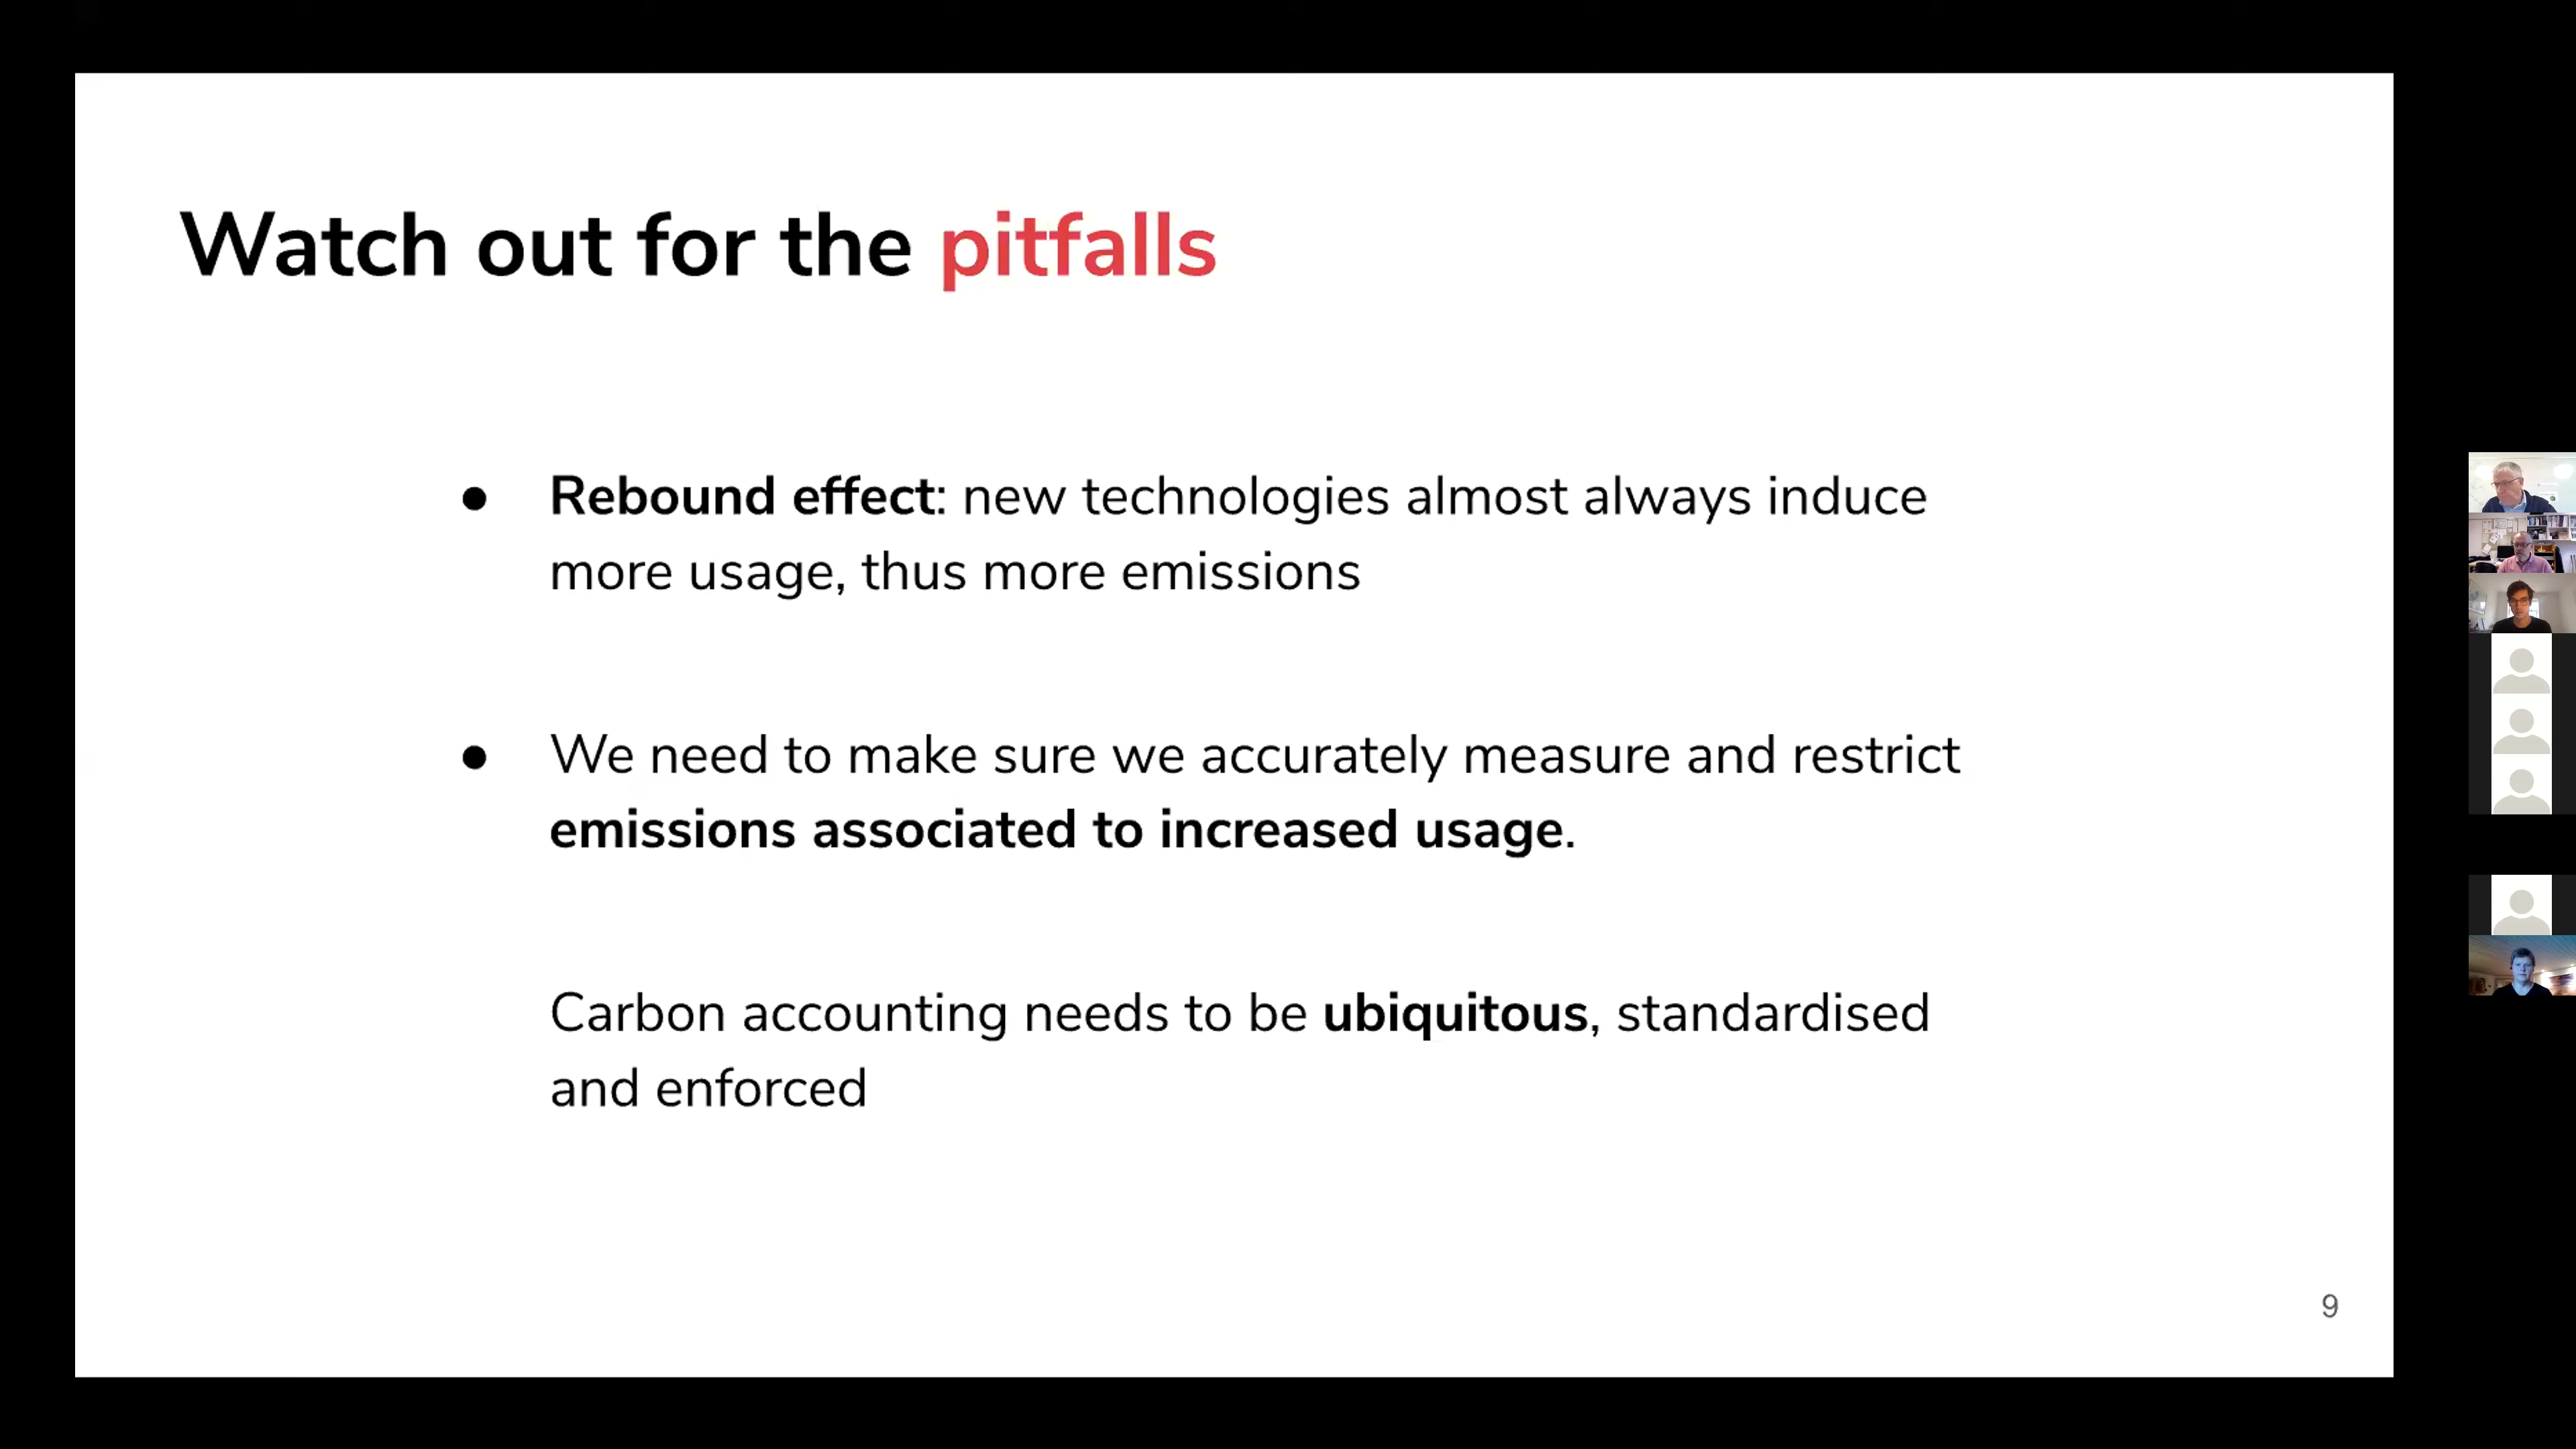 Watch out for the pitfalls
● Rebound effect: new technologies almost always induce
more usage, thus more emissions
● We need to make sure we accurately measure and restrict
emissions associated to increased usage.
Carbon accounting needs to be ubiquitous, standardised
and enforced
9